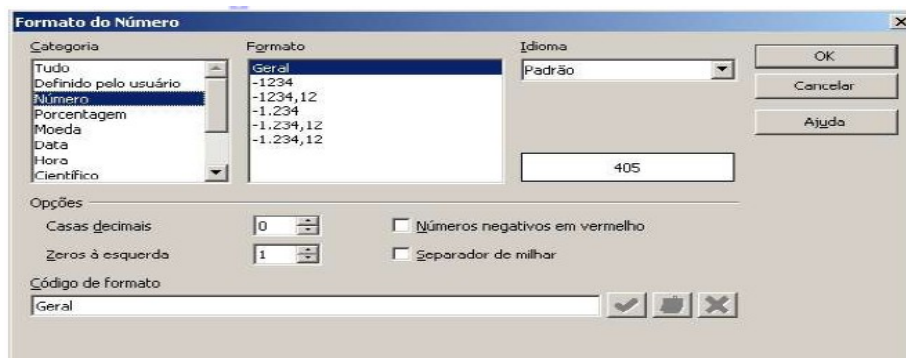 Formato do Número
Categoria
Tudo
Definido pelo usuário
Número
Porcentagem
Moeda
Data
Hora
Científico
Formato
Geral
-1234
-1234,12
-1.234
-1.234,12
-1.234,12
Idioma
Padrão
405
OK
Cancelar
Ajuda
Opções
Casas decimais
0
Números negativos em vermelho
Zeros à esquerda
1
Separador de milhar
Código de formato
Geral